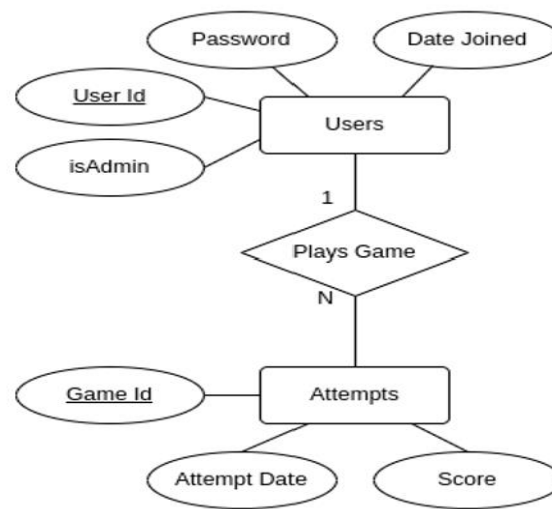 Password
Date Joined
User Id
Users
isAdmin
1
Plays Game
N
Game Id
Attempts
Attempt Date
Score